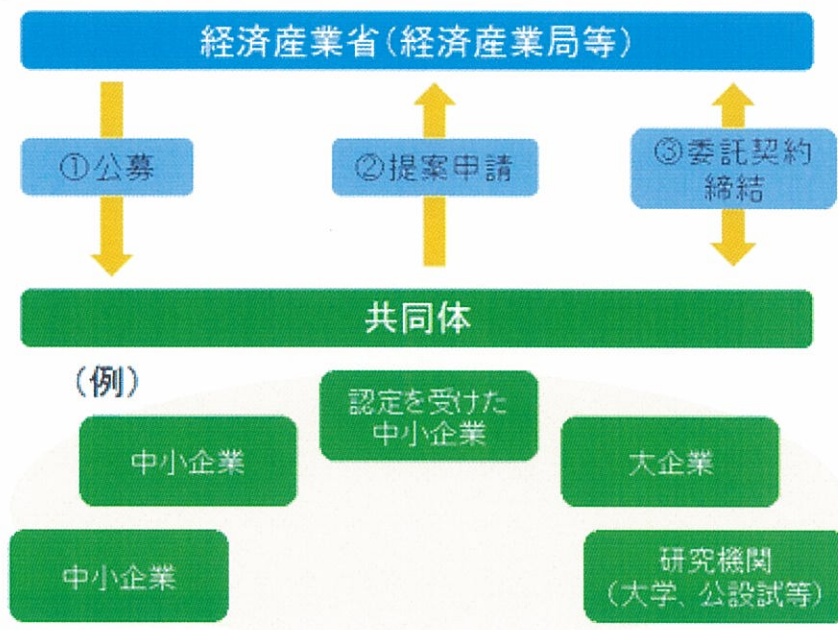 経済産業省(経済産業局等)
①公募
②提案申請
③委託契約
締結
共同体
(例)
認定を受けた
中小企業
中小企業
大企業
中小企業
研究機関
(大学、公設試等)